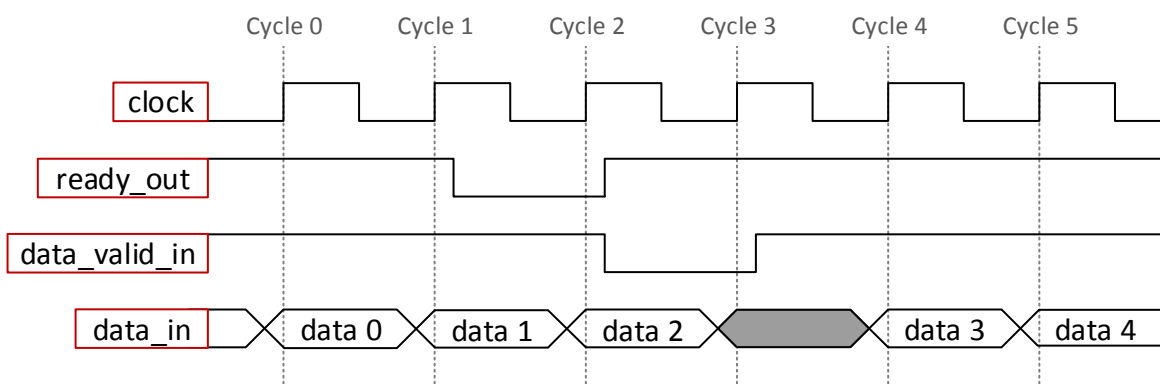 Cycle 0 Cycle 1 Cycle 2 Cycle 3 Cycle 4 Cycle 5
clock
ready_out
data_valid_in
data_in data 0 data 1 data 2 data 3 data 4